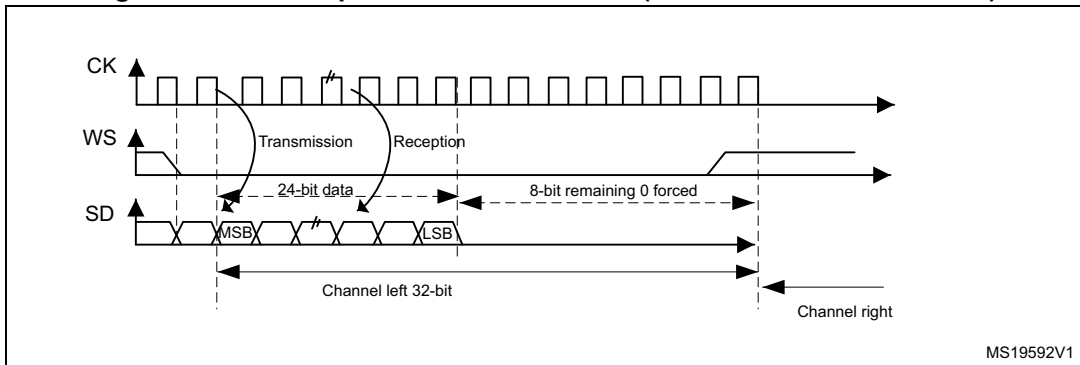 CK
WS
Transmission
Reception
24-bit data
8-bit remaining 0 forced
SD
MSB
LSB
Channel left 32-bit
Channel right
MS19592V1